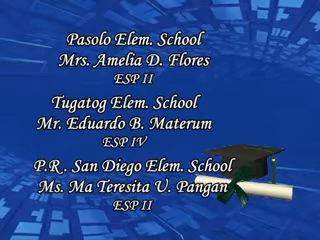 Pasolo Elem. School
Mrs. Amelia D. Flores
ESP II
Tugatog Elem. School
Mr. Eduardo B. Materum
ESP IV
P.R . San Diego Elem. School
Ms. Ma Teresita U. Pangan
ESP II